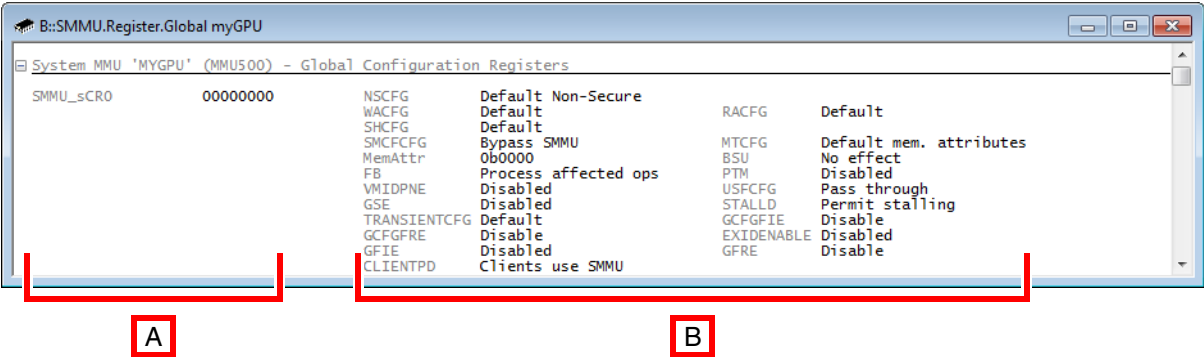 B::SMMU.Register.Global myGPU
System MMU 'MYGPU' (MMU500) - Global Configuration Registers
SMMU_sCR0 00000000 NSCFG Default Non-Secure
WACFG Default RACFG Default
SHCFG Default
SMCFCFG Bypass SMMU MTCFG Default mem. attributes
MemAttr 0b0000 BSU No effect
FB Process affected ops PTM Disabled
VMIDPNE Disabled USFCFG Pass through
GSE Disabled STALLD Permit stalling
TRANSIENTCFG Default GCFGFIE Disable
GCFGFRE Disable EXIDENABLE Disabled
GFIE Disabled GFRE Disable
CLIENTPD Clients use SMMU
A B